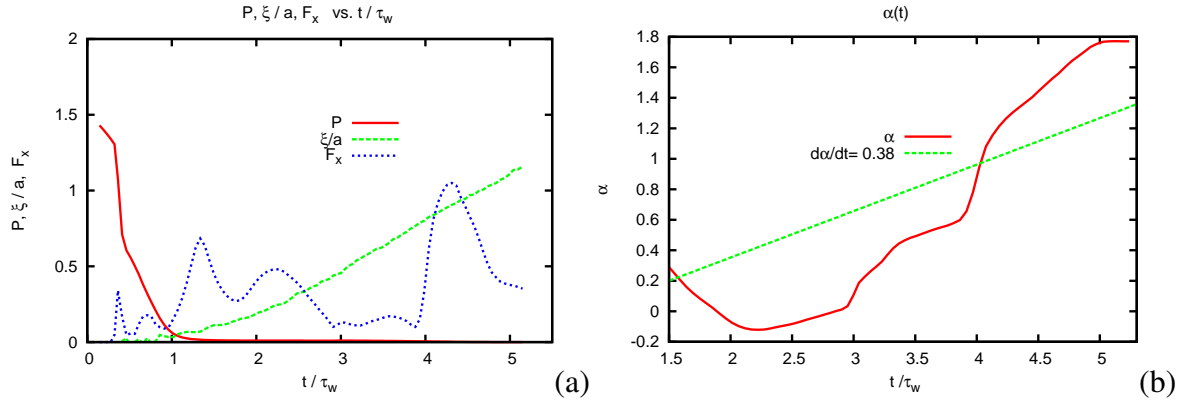 P, ξ / a, F_x vs. t / τ_w
2
1.5
1
0.5
0
P, ξ / a, F_x
P
ξ/a
F_x
0 1 2 3 4 5
t / τ_w
(a)
α(t)
1.8
1.6
1.4
1.2
1
0.8
0.6
0.4
0.2
0
-0.2
α
α
dα/dt= 0.38
1.5 2 2.5 3 3.5 4 4.5 5
t /τ_w
(b)